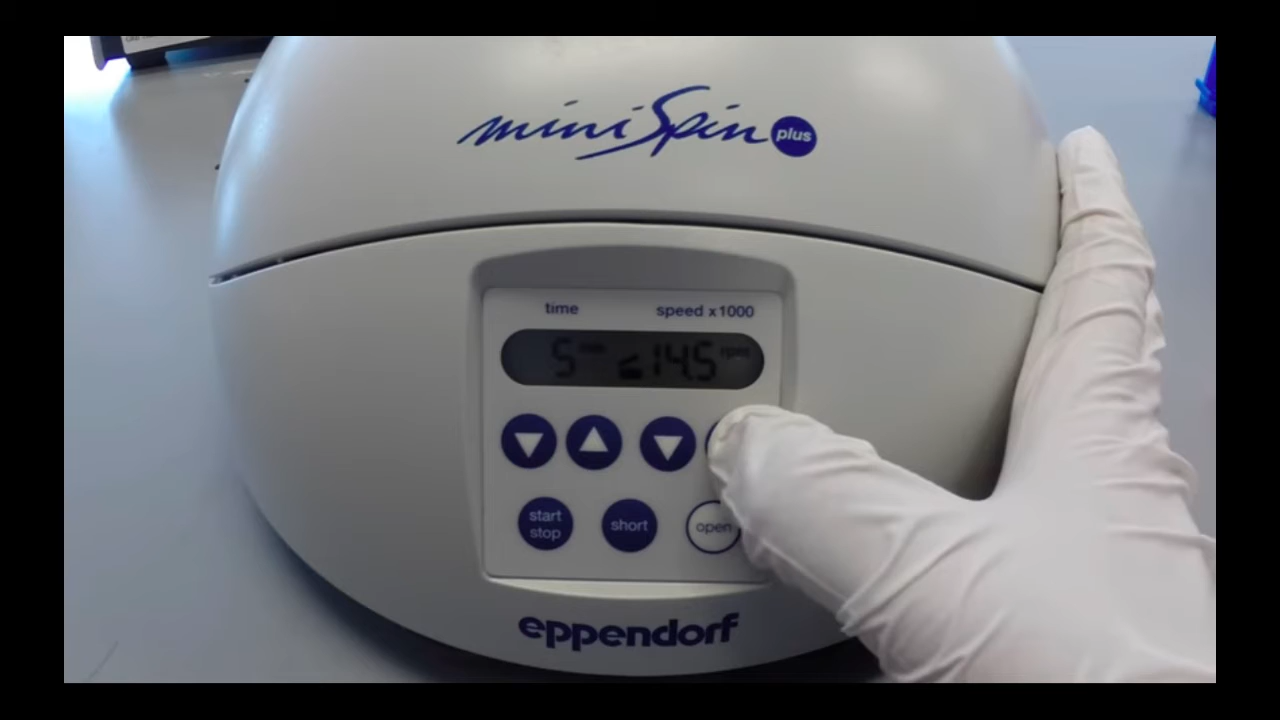 miniSpin plus
time speed x1000
5 min 14.5 rpm
start
stop
short
open
eppendorf